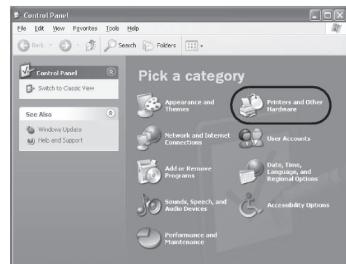 Control Panel
File Edit View Favorites Tools Help
Back Search Folders
Control Panel
Switch to Classic View
See Also
Windows Update
Help and Support
Pick a category
Appearance and Themes
Printers and Other Hardware
Network and Internet Connections
User Accounts
Add or Remove Programs
Date, Time, Language, and Regional Options
Sounds, Speech, and Audio Devices
Accessibility Options
Performance and Maintenance